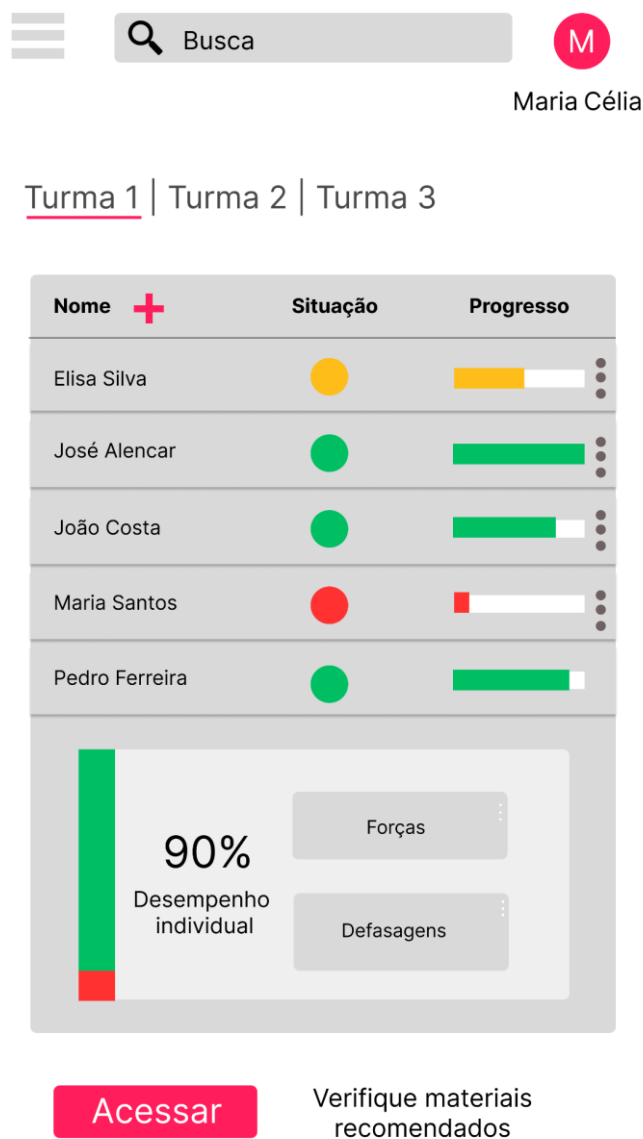 Busca
M
Maria Célia
Turma 1 | Turma 2 | Turma 3
Nome + Situação Progresso
Elisa Silva
José Alencar
João Costa
Maria Santos
Pedro Ferreira
90%
Desempenho
individual
Forças
Defasagens
Acessar
Verifique materiais
recomendados